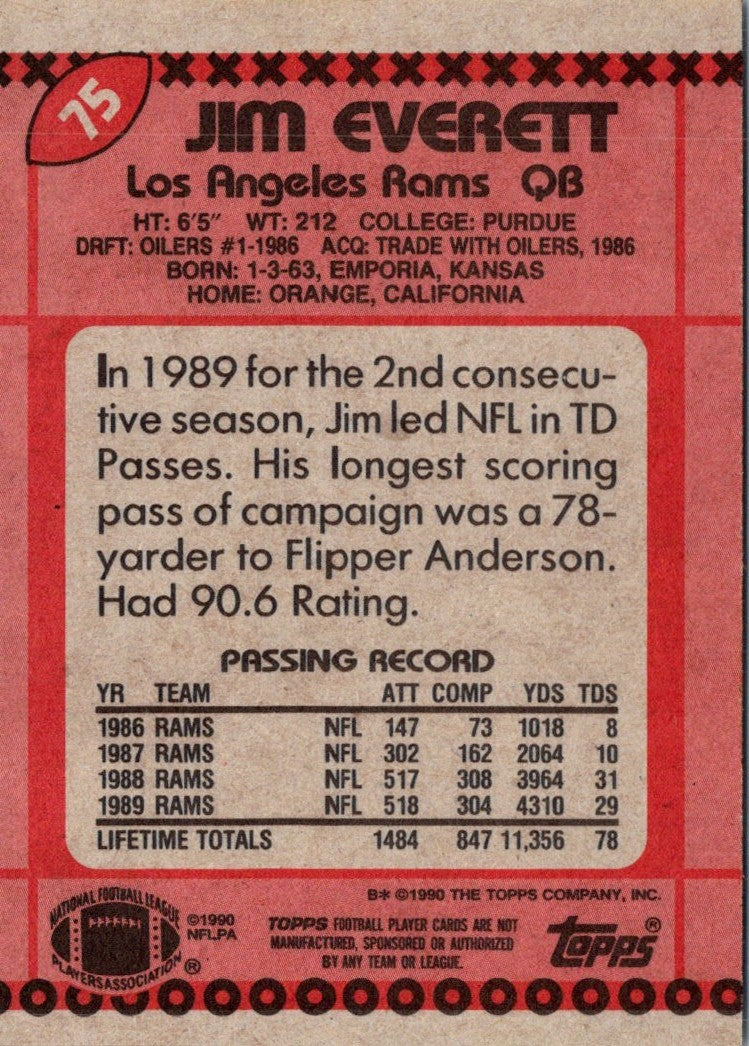 75
JIM EVERETT
Los Angeles Rams QB
HT: 6'5" WT: 212 COLLEGE: PURDUE
DRFT: OILERS #1-1986 ACQ: TRADE WITH OILERS, 1986
BORN: 1-3-63, EMPORIA, KANSAS
HOME: ORANGE, CALIFORNIA
In 1989 for the 2nd consecu-
tive season, Jim led NFL in TD
Passes. His longest scoring
pass of campaign was a 78-
yarder to Flipper Anderson.
Had 90.6 Rating.
PASSING RECORD
YR TEAM ATT COMP YDS TDS
1986 RAMS NFL 147 73 1018 8
1987 RAMS NFL 302 162 2064 10
1988 RAMS NFL 517 308 3964 31
1989 RAMS NFL 518 304 4310 29
LIFETIME TOTALS 1484 847 11,356 78
B* ©1990 THE TOPPS COMPANY, INC.
NATIONAL FOOTBALL LEAGUE
PLAYERS ASSOCIATION ®
©1990
NFLPA
TOPPS FOOTBALL PLAYER CARDS ARE NOT
MANUFACTURED, SPONSORED OR AUTHORIZED
BY ANY TEAM OR LEAGUE.
topps®